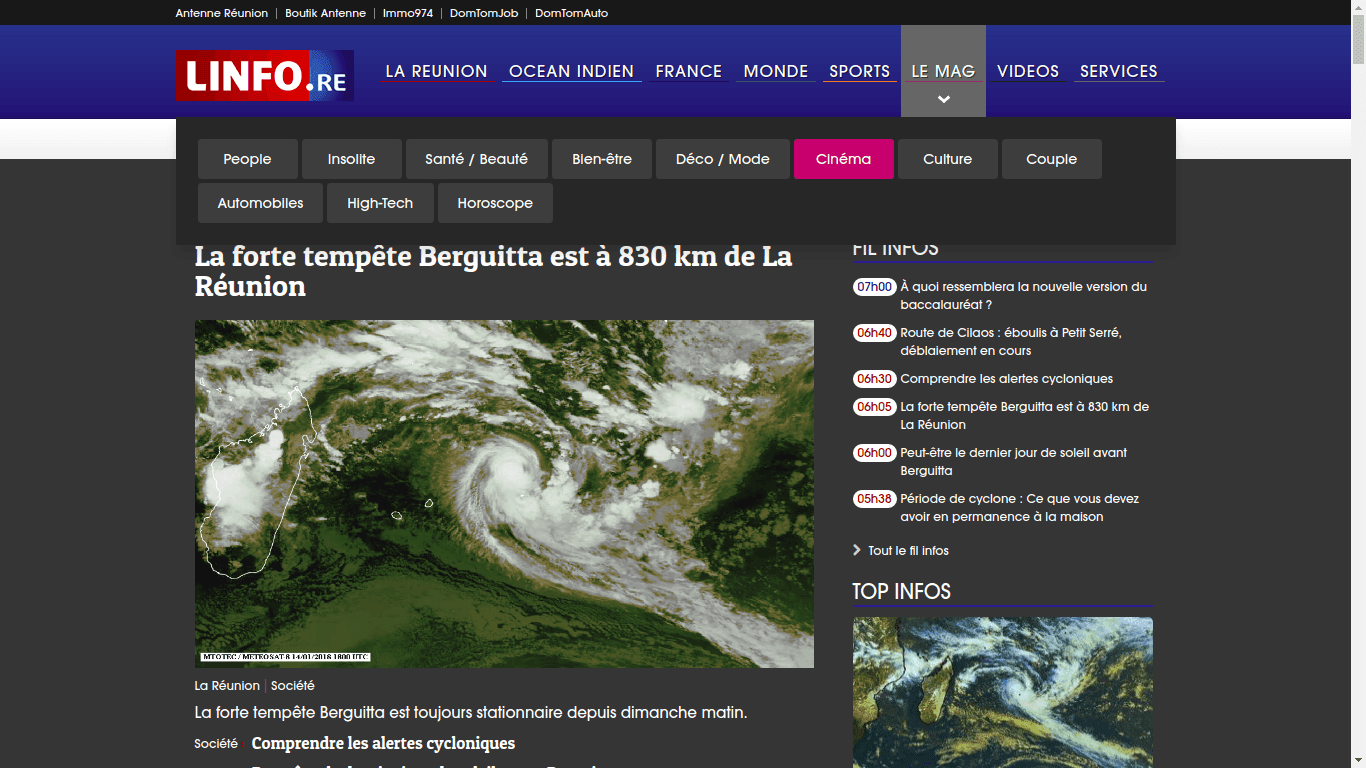 Antenne Réunion | Boutik Antenne | Immo974 | DomTomJob | DomTomAuto
LINFO.RE
LA REUNION OCEAN INDIEN FRANCE MONDE SPORTS LE MAG VIDEOS SERVICES
People Insolite Santé / Beauté Bien-être Déco / Mode Cinéma Culture Couple
Automobiles High-Tech Horoscope
La forte tempête Berguitta est à 830 km de La
Réunion
MTOTEC / METEOSAT-8 14/01/2018 1800 UTC
La Réunion | Société
La forte tempête Berguitta est toujours stationnaire depuis dimanche matin.
Société Comprendre les alertes cycloniques
FIL INFOS
07h00 À quoi ressemblera la nouvelle version du
baccalauréat ?
06h40 Route de Cilaos : éboulis à Petit Serré,
déblaiement en cours
06h30 Comprendre les alertes cycloniques
06h05 La forte tempête Berguitta est à 830 km de
La Réunion
06h00 Peut-être le dernier jour de soleil avant
Berguitta
05h38 Période de cyclone : Ce que vous devez
avoir en permanence à la maison
Tout le fil infos
TOP INFOS